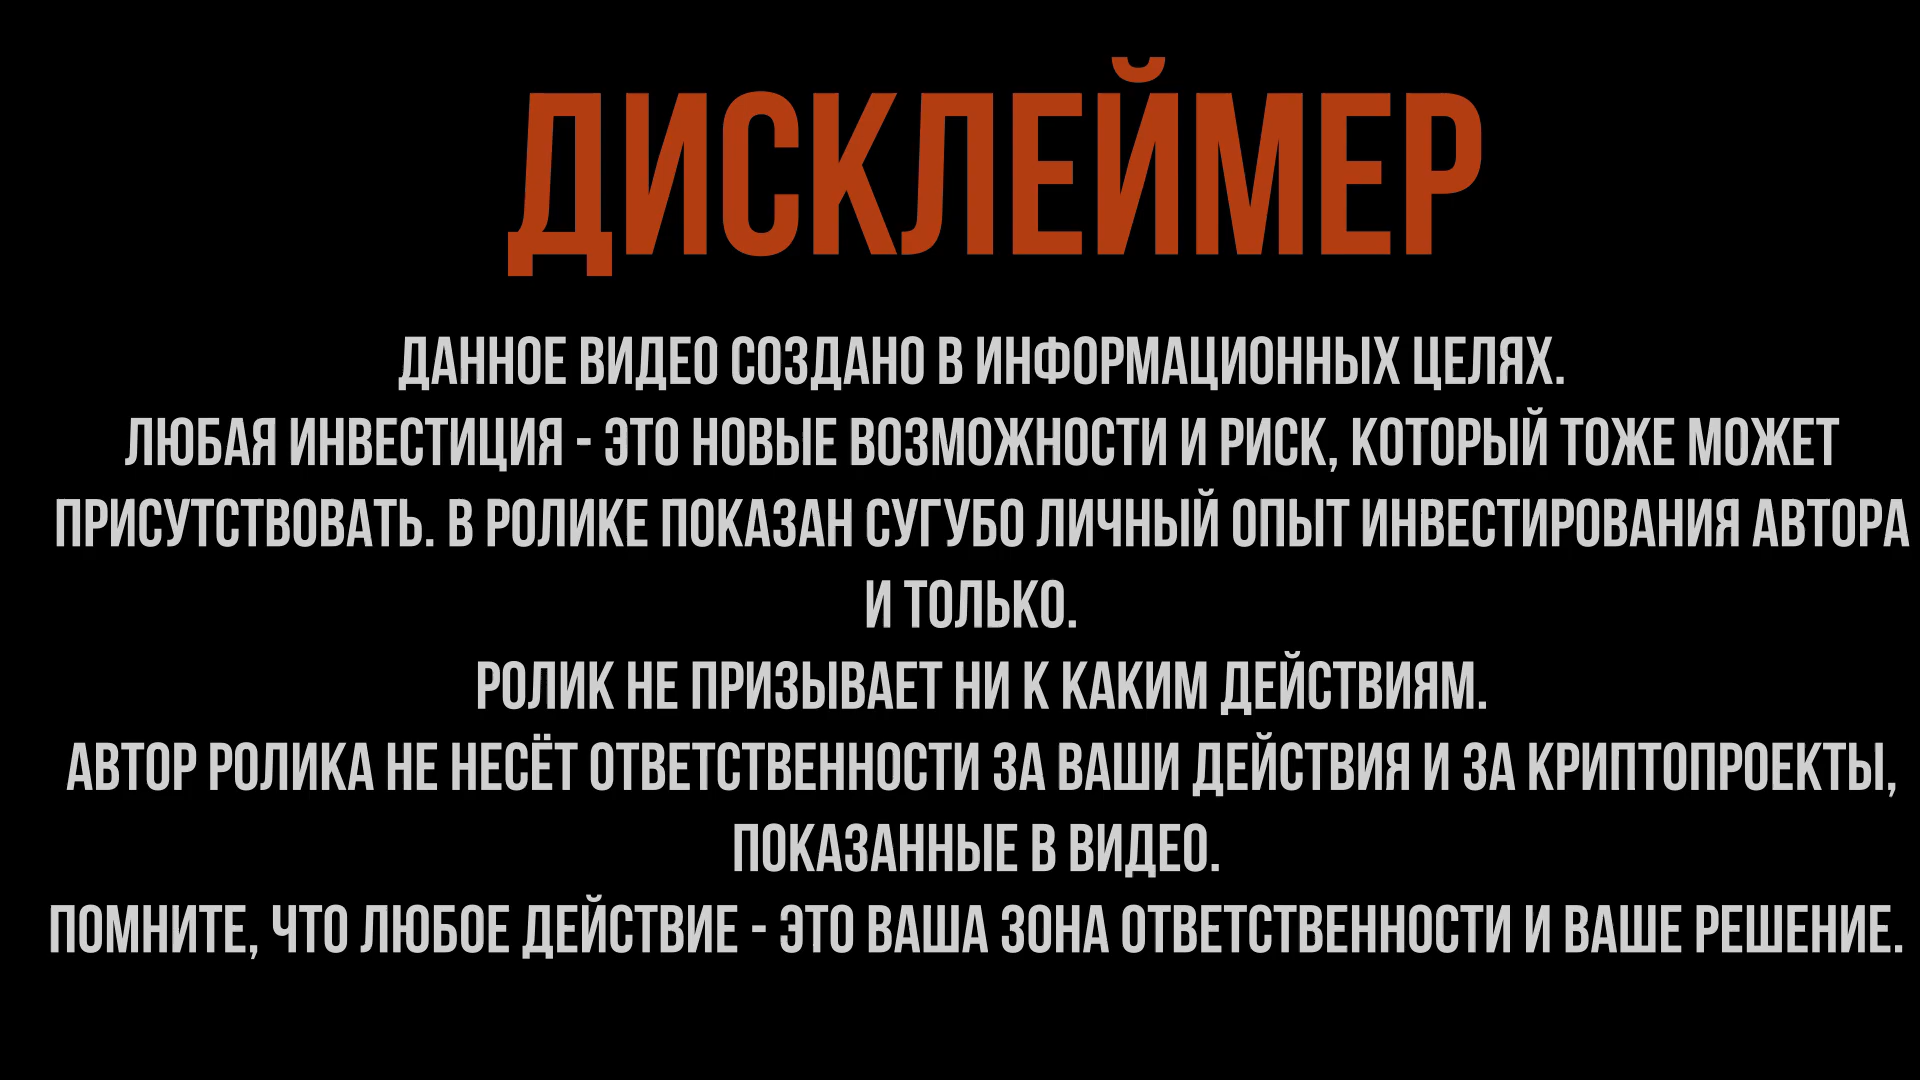 ДИСКЛЕЙМЕР
ДАННОЕ ВИДЕО СОЗДАНО В ИНФОРМАЦИОННЫХ ЦЕЛЯХ.
ЛЮБАЯ ИНВЕСТИЦИЯ - ЭТО НОВЫЕ ВОЗМОЖНОСТИ И РИСК, КОТОРЫЙ ТОЖЕ МОЖЕТ
ПРИСУТСТВОВАТЬ. В РОЛИКЕ ПОКАЗАН СУГУБО ЛИЧНЫЙ ОПЫТ ИНВЕСТИРОВАНИЯ АВТОРА
И ТОЛЬКО.
РОЛИК НЕ ПРИЗЫВАЕТ НИ К КАКИМ ДЕЙСТВИЯМ.
АВТОР РОЛИКА НЕ НЕСЁТ ОТВЕТСТВЕННОСТИ ЗА ВАШИ ДЕЙСТВИЯ И ЗА КРИПТОПРОЕКТЫ,
ПОКАЗАННЫЕ В ВИДЕО.
ПОМНИТЕ, ЧТО ЛЮБОЕ ДЕЙСТВИЕ - ЭТО ВАША ЗОНА ОТВЕТСТВЕННОСТИ И ВАШЕ РЕШЕНИЕ.